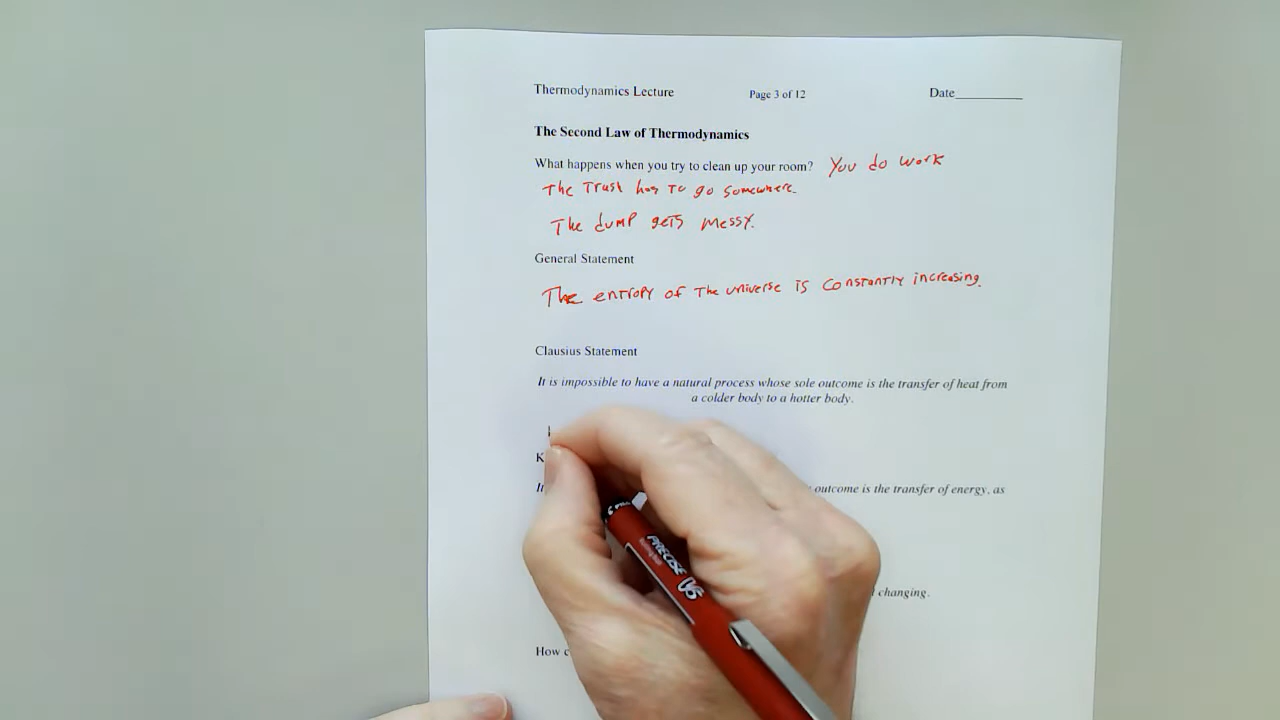 Thermodynamics Lecture Page 3 of 12 Date__________
The Second Law of Thermodynamics
What happens when you try to clean up your room? You do work
The Trash has to go somewhere.
The dump gets messy.
General Statement
The entropy of the universe is constantly increasing.
Clausius Statement
It is impossible to have a natural process whose sole outcome is the transfer of heat from
a colder body to a hotter body.
K
It outcome is the transfer of energy, as
changing.
How
PRECISE V5